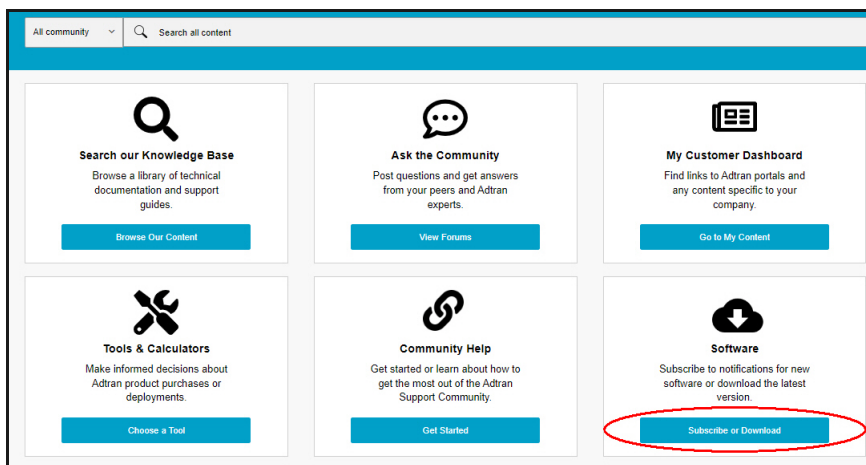 All community
Search all content
Search our Knowledge Base
Browse a library of technical
documentation and support
guides.
Browse Our Content
Ask the Community
Post questions and get answers
from your peers and Adtran
experts.
View Forums
My Customer Dashboard
Find links to Adtran portals and
any content specific to your
company.
Go to My Content
Tools & Calculators
Make informed decisions about
Adtran product purchases or
deployments.
Choose a Tool
Community Help
Get started or learn about how to
get the most out of the Adtran
Support Community.
Get Started
Software
Subscribe to notifications for new
software or download the latest
version.
Subscribe or Download